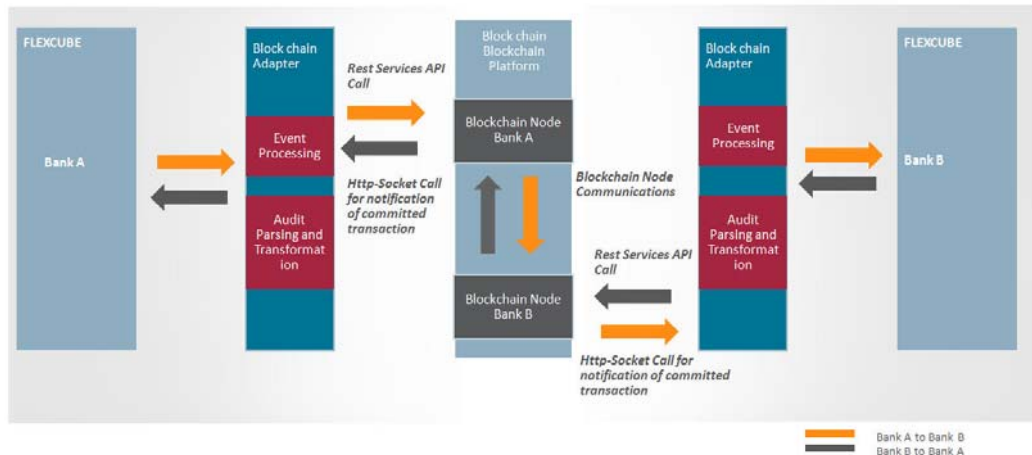 FLEXCUBE
Bank A
Block chain
Adapter
Event
Processing
Audit
Parsing and
Transformat
ion
Rest Services API
Call
Http-Socket Call
for notification
of committed
transaction
Block chain
Blockchain
Platform
Blockchain Node
Bank A
Blockchain Node
Communications
Blockchain Node
Bank B
Rest Services API
Call
Http-Socket Call for
notification of committed
transaction
Block chain
Adapter
Event
Processing
Audit
Parsing and
Transformat
ion
FLEXCUBE
Bank B
Bank A to Bank B
Bank B to Bank A